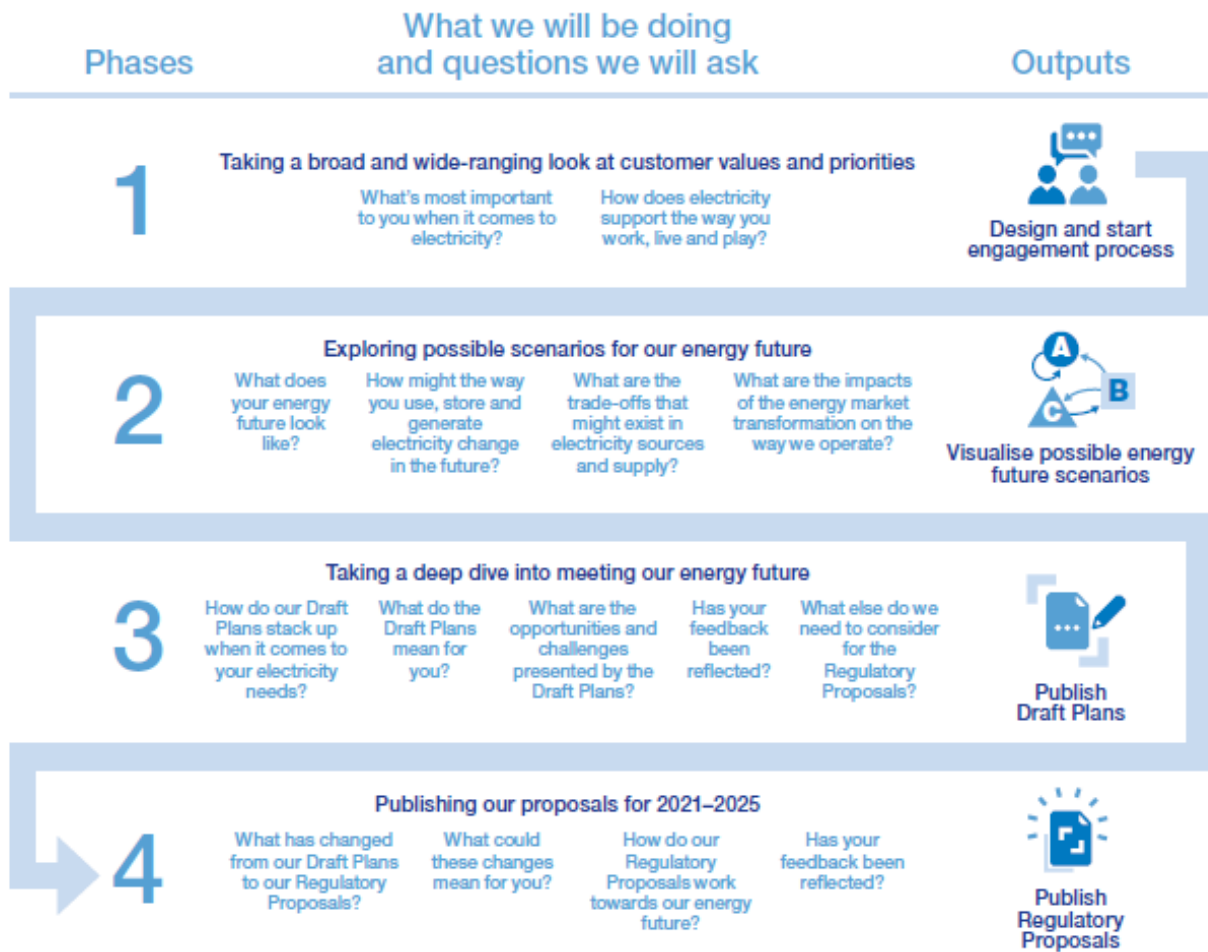 Phases
What we will be doing
and questions we will ask
Outputs
1
Taking a broad and wide-ranging look at customer values and priorities
What's most important
to you when it comes to
electricity?
How does electricity
support the way you
work, live and play?
Design and start
engagement process
2
Exploring possible scenarios for our energy future
What does
your energy
future look
like?
How might the way
you use, store and
generate
electricity change
in the future?
What are the
trade-offs that
might exist in
electricity sources
and supply?
What are the impacts
of the energy market
transformation on the
way we operate?
A
B
C
Visualise possible energy
future scenarios
3
Taking a deep dive into meeting our energy future
How do our Draft
Plans stack up
when it comes to
your electricity
needs?
What do the
Draft Plans
mean for
you?
What are the
opportunities and
challenges
presented by the
Draft Plans?
Has your
feedback
been
reflected?
What else do we
need to consider
for the
Regulatory
Proposals?
Publish
Draft Plans
4
Publishing our proposals for 2021–2025
What has changed
from our Draft Plans
to our Regulatory
Proposals?
What could
these changes
mean for you?
How do our
Regulatory
Proposals work
towards our energy
future?
Has your
feedback been
reflected?
Publish
Regulatory
Proposals